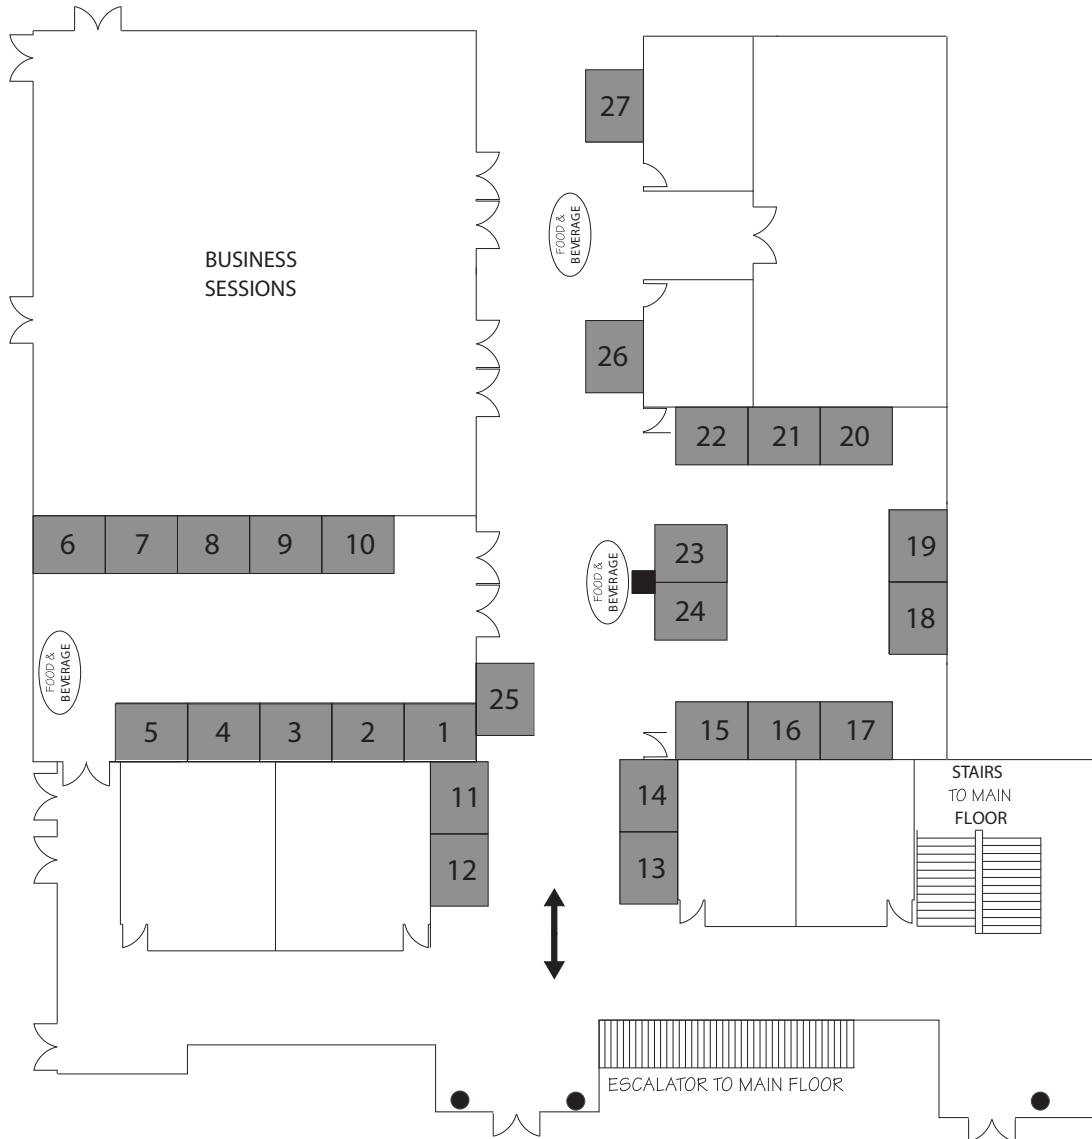 27
FOOD &
BEVERAGE
BUSINESS
SESSIONS
26
22
21
20
6
7
8
9
10
23
19
FOOD &
BEVERAGE
24
18
FOOD &
BEVERAGE
25
5
4
3
2
1
15
16
17
11
14
STAIRS
TO MAIN
FLOOR
12
13
ESCALATOR TO MAIN FLOOR